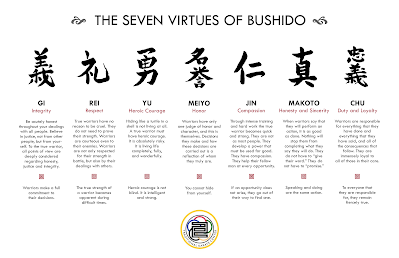 THE SEVEN VIRTUES OF BUSHIDO
義 礼 勇 名誉 仁 真 忠義
GI
Integrity
Be acutely honest
throughout your dealings
with all people. Believe
in justice, not from other
people, but from your-
self. To the true warrior,
all points of view are
deeply considered
regarding honesty,
justice and integrity.
Warriors make a full
commitment to
their decisions.
REI
Respect
True warriors have no
reason to be cruel. They
do not need to prove
their strength. Warriors
are courteous even to
their enemies. Warriors
are not only respected
for their strength in
battle, but also by their
dealings with others.
The true strength of
a warrior becomes
apparent during
difficult times.
YU
Heroic Courage
Hiding like a turtle in a
shell is not living at all.
A true warrior must
have heroic courage.
It is absolutely risky.
It is living life
completely, fully,
and wonderfully.
Heroic courage is not
blind. It is intelligent
and strong.
MEIYO
Honor
Warriors have only
one judge of honor and
character, and this is
themselves. Decisions
they make and how
these decisions are
carried out is a
reflection of whom
they truly are.
You cannot hide
from yourself.
JIN
Compassion
Through intense training
and hard work the true
warrior becomes quick
and strong. They are not
as most people. They
develop a power that
must be used for good.
They have compassion.
They help their fellow
man at every opportunity.
If an opportunity does
not arise, they go out of
their way to find one.
MAKOTO
Honesty and Sincerity
When warriors say that
they will perform an
action, it is as good
as done. Nothing will
stop them from
completing what they
say they will do. They
do not have to "give
their word." They do
not have to "promise."
Speaking and doing
are the same action.
CHU
Duty and Loyalty
Warriors are responsible
for everything that they
have done and
everything that they
have said, and all of
the consequences that
follow. They are
immensely loyal to
all of those in their care.
To everyone that
they are responsible
for, they remain
fiercely true.